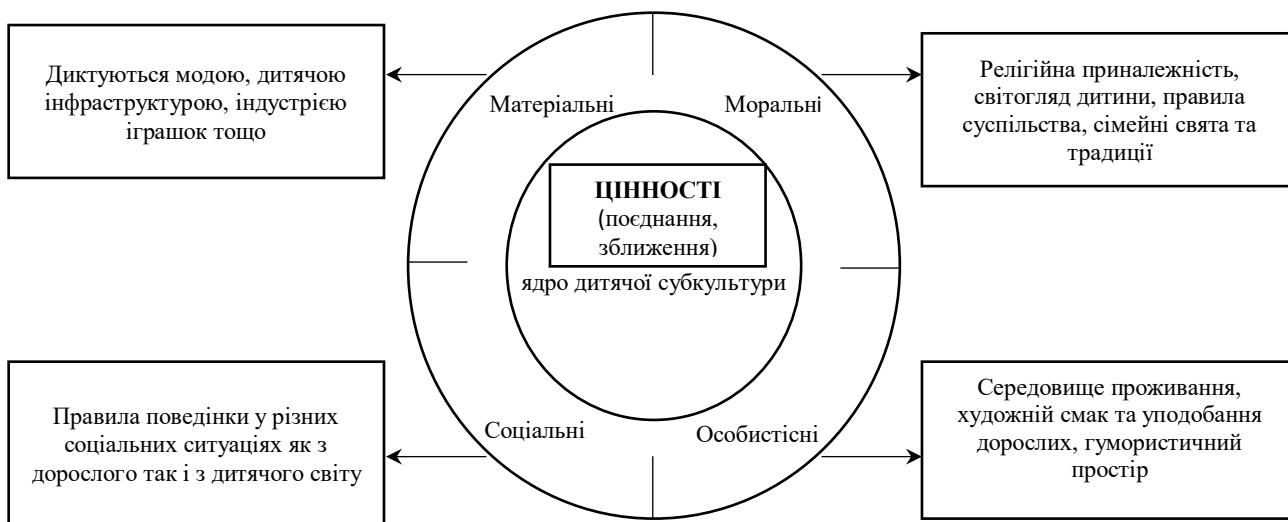 Диктуються модою, дитячою
інфраструктурою, індустрією
іграшок тощо
Матеріальні
Моральні
Релігійна приналежність,
світогляд дитини, правила
суспільства, сімейні свята та
традиції
ЦІННОСТІ
(поєднання,
зближення)
ядро дитячої субкультури
Правила поведінки у різних
соціальних ситуаціях як з
дорослого так і з дитячого світу
Соціальні
Особистісні
Середовище проживання,
художній смак та уподобання
дорослих, гумористичний
простір